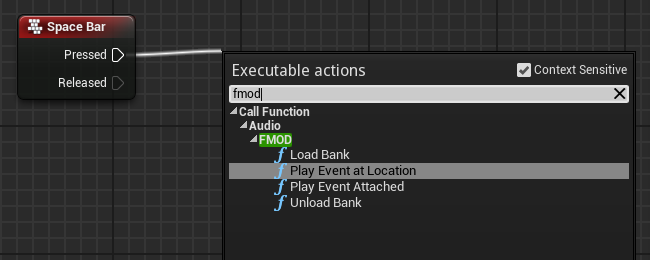 Space Bar
Pressed
Released
Executable actions
Context Sensitive
fmod
Call Function
Audio
FMOD
f Load Bank
f Play Event at Location
f Play Event Attached
f Unload Bank